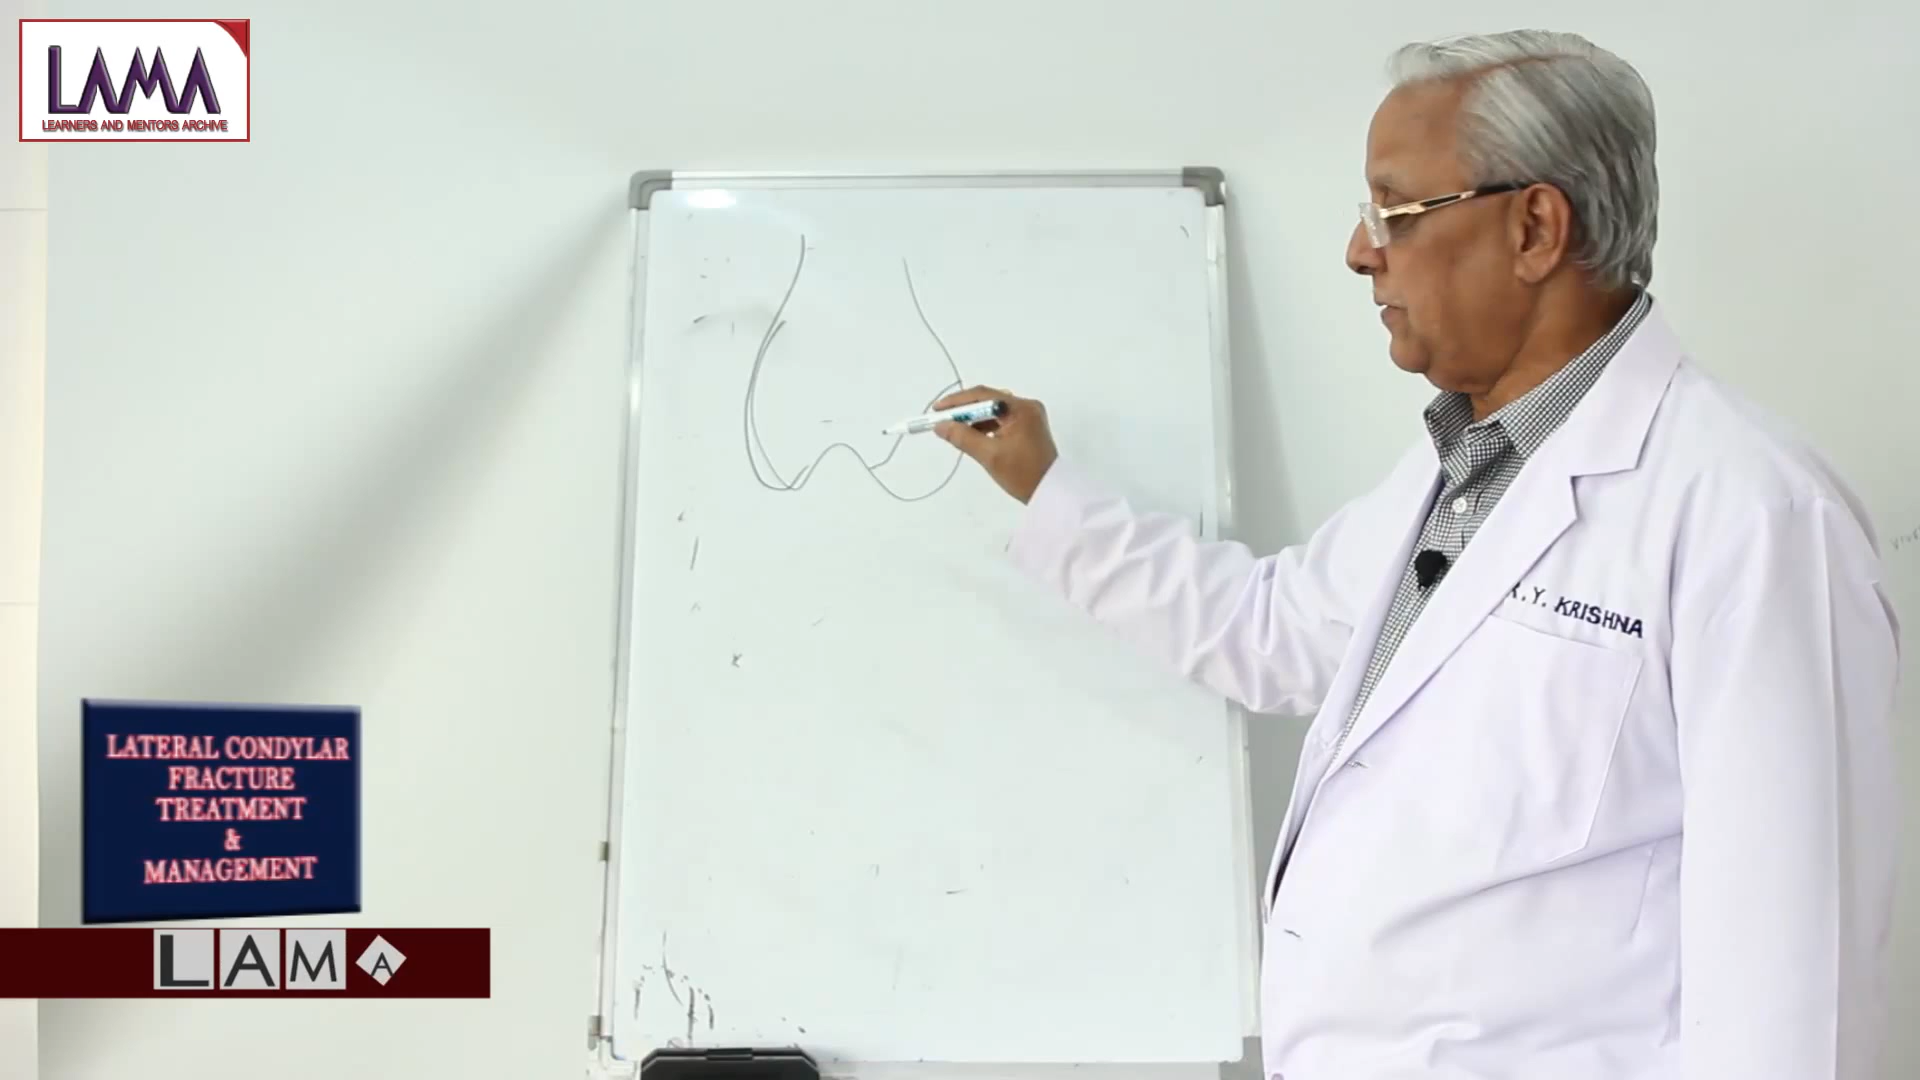 LAMA
LEARNERS AND MENTORS ARCHIVE
R.Y. KRISHNA
LATERAL CONDYLAR
FRACTURE
TREATMENT
&
MANAGEMENT
LAMA